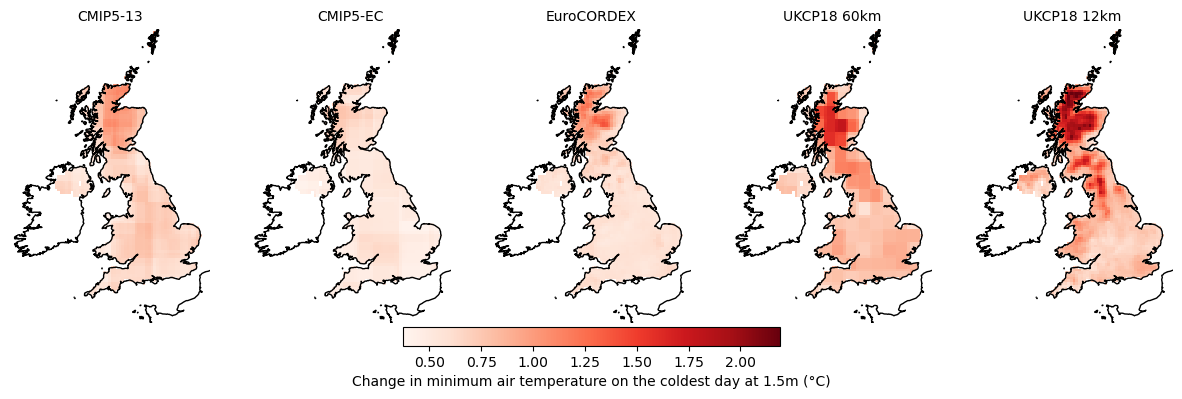 CMIP5-13
CMIP5-EC
EuroCORDEX
UKCP18 60km
UKCP18 12km
0.50
0.75
1.00
1.25
1.50
1.75
2.00
Change in minimum air temperature on the coldest day at 1.5m (°C)